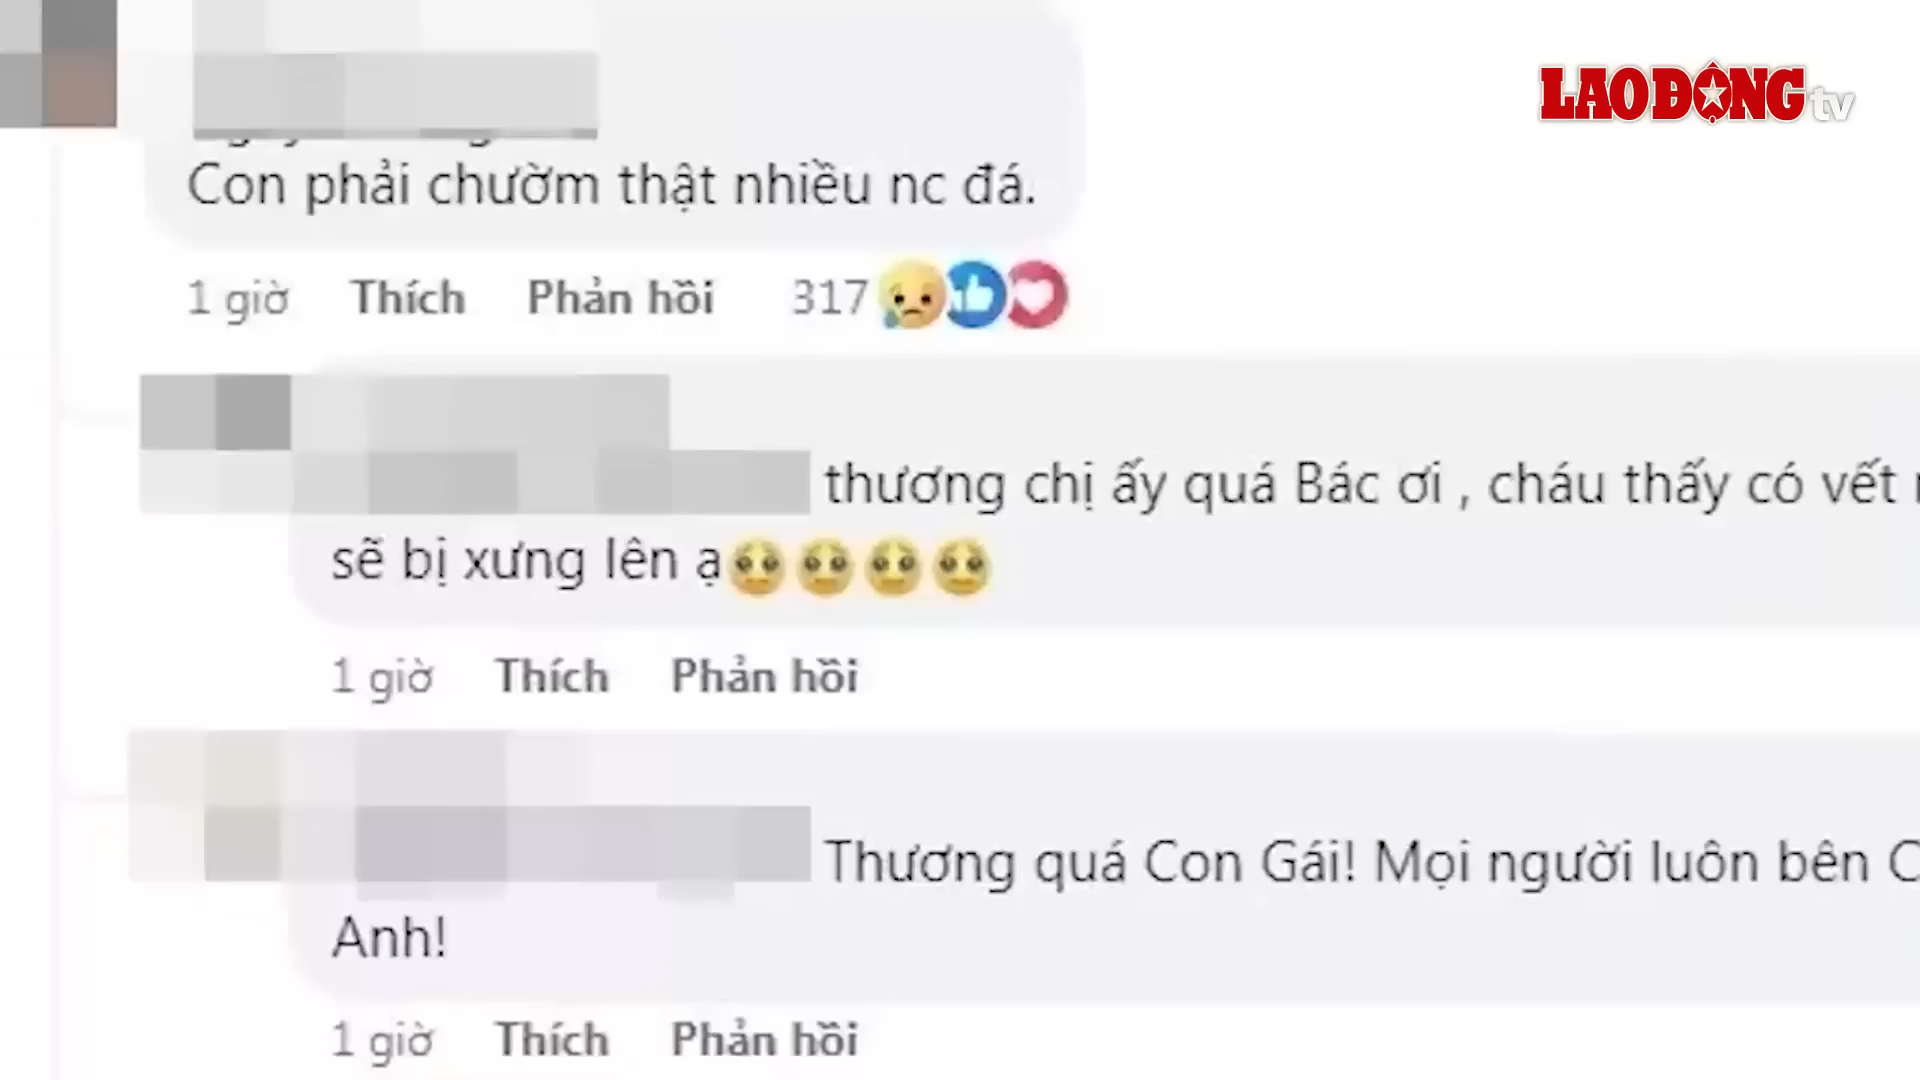 LAO ĐỘNG tv
Con phải chườm thật nhiều nc đá.
1 giờ Thích Phản hồi 317
thương chị ấy quá Bác ơi , cháu thấy có vết
sẽ bị xưng lên ạ
1 giờ Thích Phản hồi
Thương quá Con Gái! Mọi người luôn bên
Anh!
1 giờ Thích Phản hồi